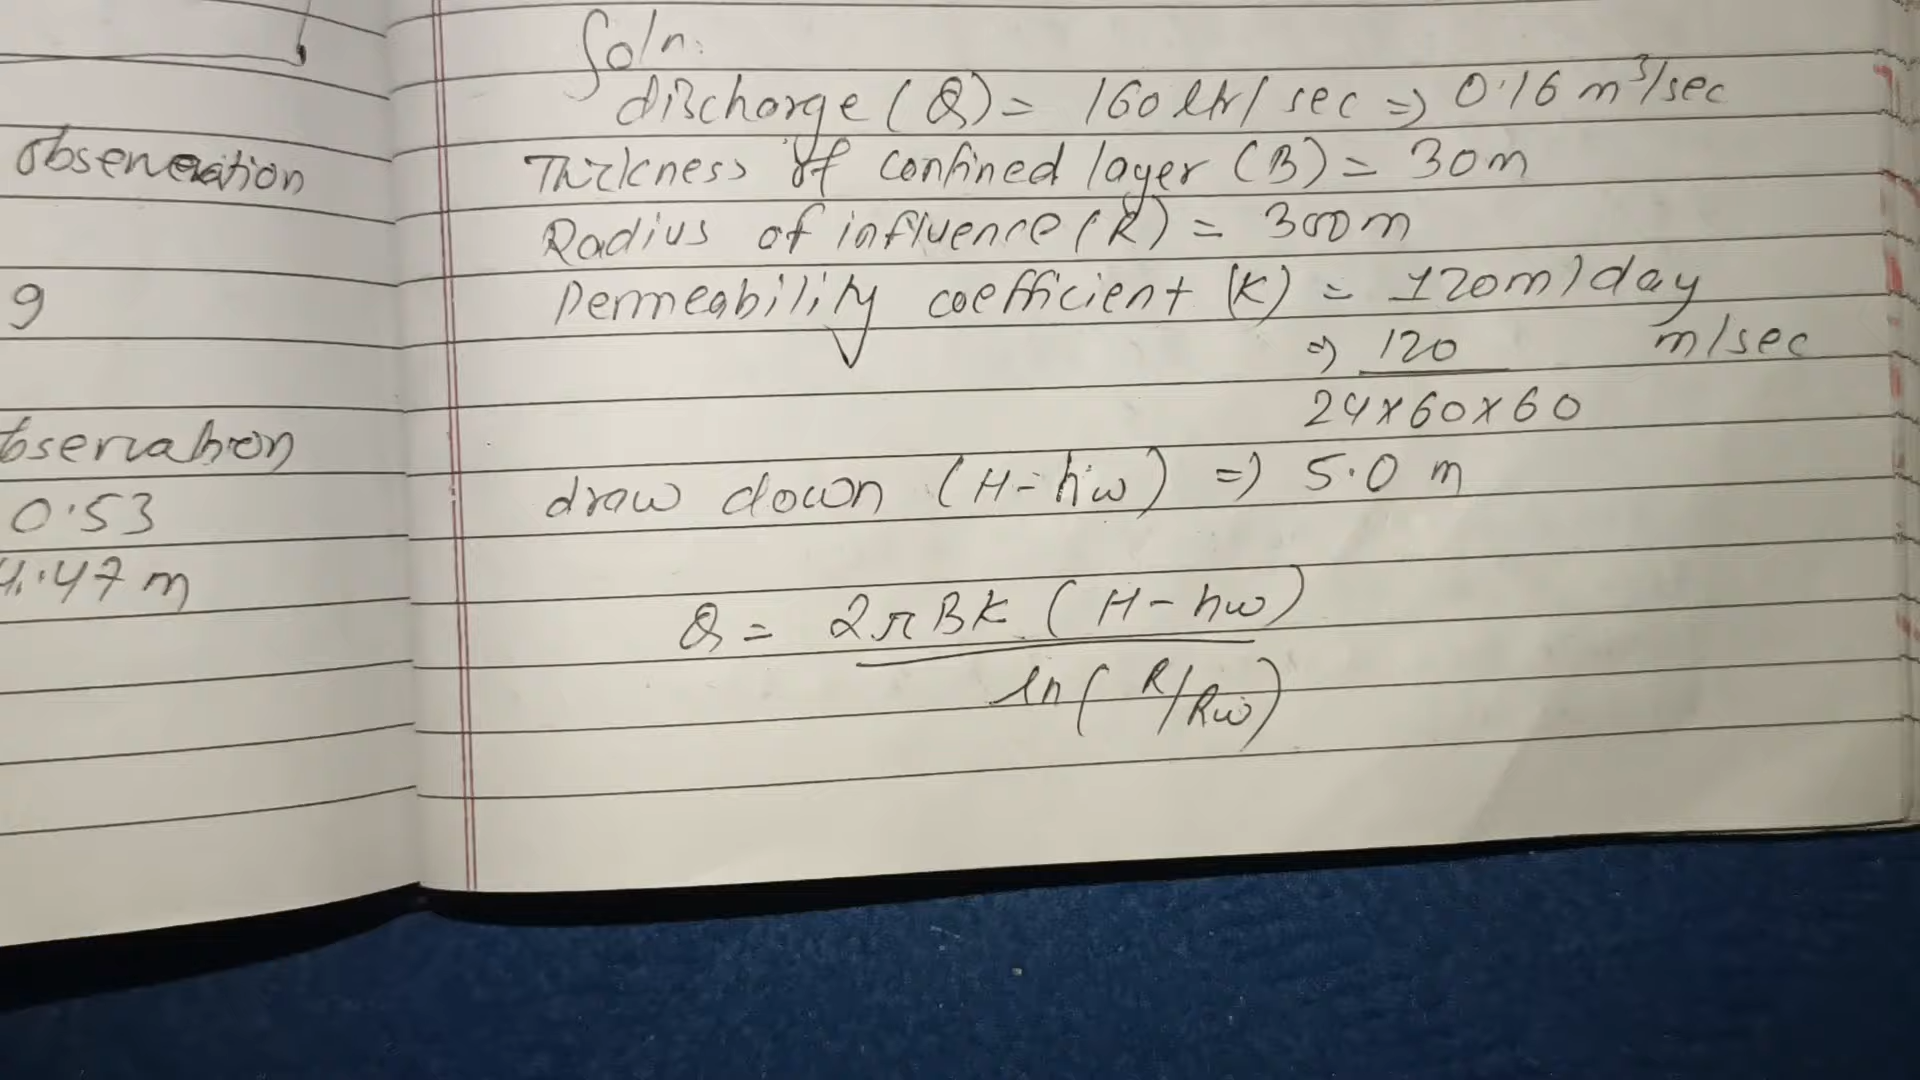 observation
9
bservation
0.53
4.47 m
Soln:
discharge (Q) = 160 ltr/ sec => 0.16 m³/sec
Thickness of confined layer (B) = 30m
Radius of influence (R) = 300m
Permeability coefficient (K) = 120m/day
=> 120 m/sec
24x60x60
draw down (H-hw) => 5.0 m
Q = 2πBK (H-hw)
ln(R/Rw)